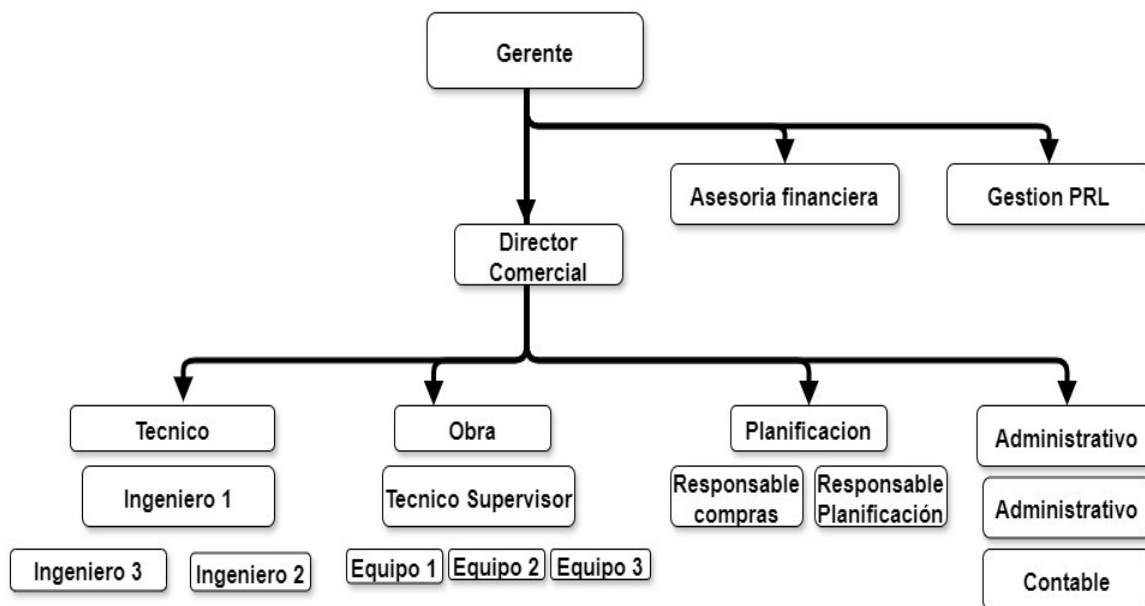 Gerente
Asesoria financiera
Gestion PRL
Director
Comercial
Tecnico
Obra
Planificacion
Administrativo
Ingeniero 1
Tecnico Supervisor
Responsable
compras
Responsable
Planificación
Administrativo
Ingeniero 3
Ingeniero 2
Equipo 1
Equipo 2
Equipo 3
Contable